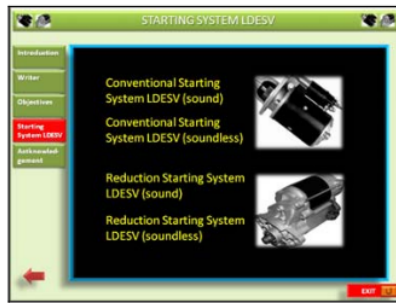 STARTING SYSTEM LDESV
Introduction
Writer
Objectives
Starting
System LDESV
Acknowled-
gement
Conventional Starting
System LDESV (sound)
Conventional Starting
System LDESV (soundless)
Reduction Starting System
LDESV (sound)
Reduction Starting System
LDESV (soundless)
EXIT